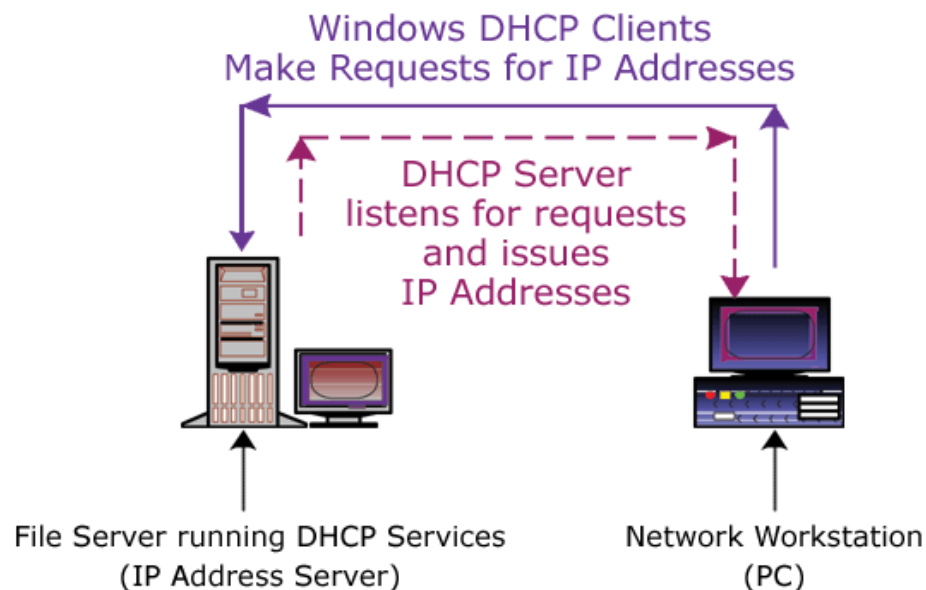 Windows DHCP Clients
Make Requests for IP Addresses
DHCP Server
listens for requests
and issues
IP Addresses
File Server running DHCP Services
(IP Address Server)
Network Workstation
(PC)